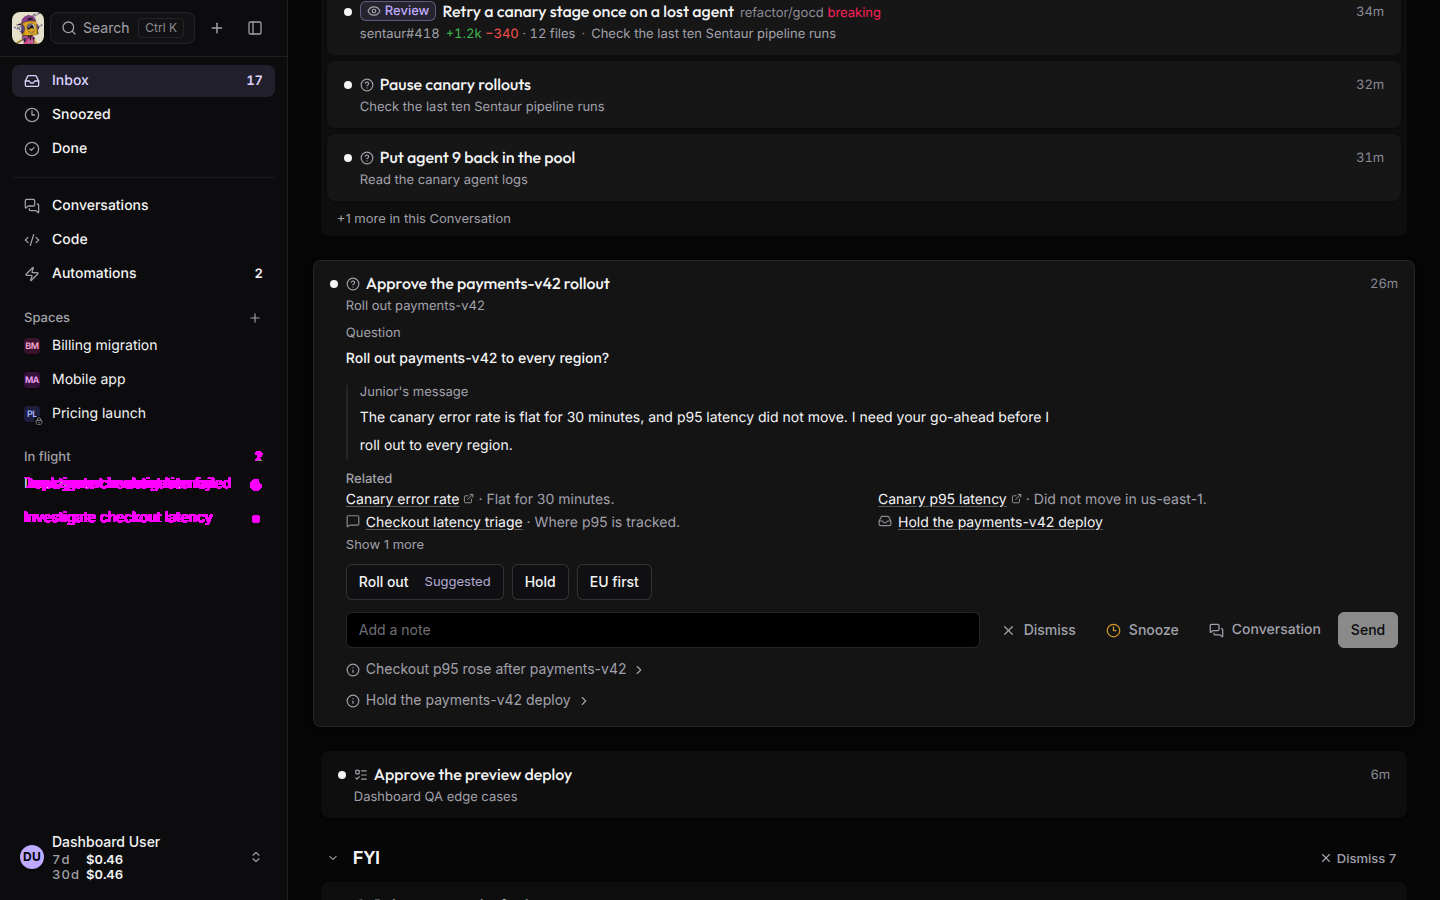 Search Ctrl K
Inbox 17
Snoozed
Done
Conversations
Code
Automations 2
Spaces
BM Billing migration
MA Mobile app
PL Pricing launch
In flight
Investigate checkout latency
Dashboard User
DU
7d $0.46
30d $0.46
Review Retry a canary stage once on a lost agent refactor/gocd breaking 34m
sentaur#418 +1.2k −340 · 12 files · Check the last ten Sentaur pipeline runs
Pause canary rollouts 32m
Check the last ten Sentaur pipeline runs
Put agent 9 back in the pool 31m
Read the canary agent logs
+1 more in this Conversation
Approve the payments-v42 rollout 26m
Roll out payments-v42
Question
Roll out payments-v42 to every region?
Junior's message
The canary error rate is flat for 30 minutes, and p95 latency did not move. I need your go-ahead before I
roll out to every region.
Related
Canary error rate · Flat for 30 minutes.
Canary p95 latency · Did not move in us-east-1.
Checkout latency triage · Where p95 is tracked.
Hold the payments-v42 deploy
Show 1 more
Roll out Suggested Hold EU first
Add a note Dismiss Snooze Conversation Send
Checkout p95 rose after payments-v42
Hold the payments-v42 deploy
Approve the preview deploy 6m
Dashboard QA edge cases
FYI Dismiss 7